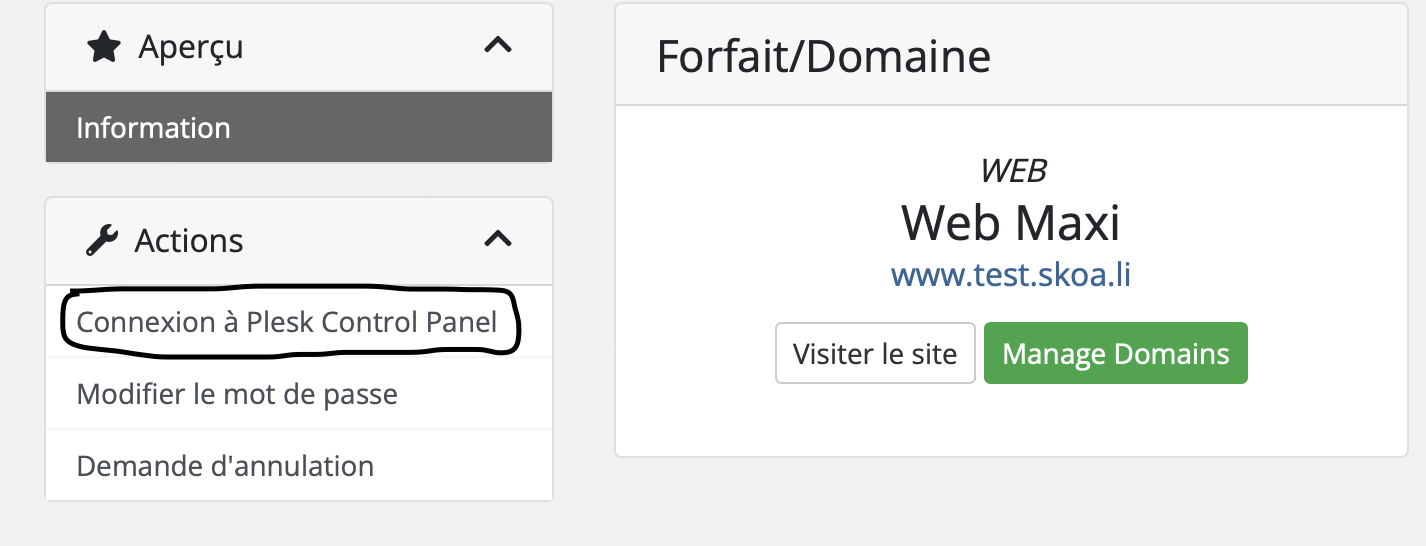 Aperçu
Information
Actions
Connexion à Plesk Control Panel
Modifier le mot de passe
Demande d'annulation
Forfait/Domaine
WEB
Web Maxi
www.test.skoa.li
Visiter le site
Manage Domains